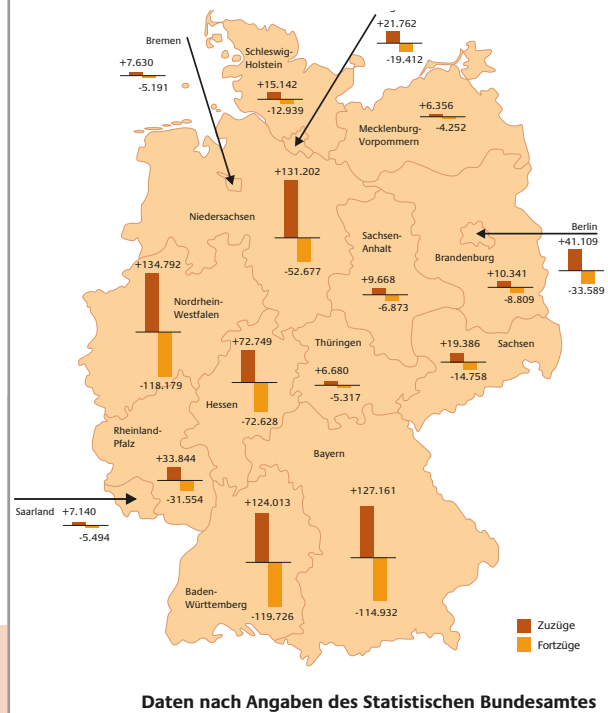 +21.762
-19.412
Bremen
+7.630
-5.191
Schleswig-
Holstein
+15.142
-12.939
+6.356
-4.252
Mecklenburg-
Vorpommern
+131.202
-52.677
Niedersachsen
Sachsen-
Anhalt
+9.668
-6.873
Berlin
+41.109
-33.589
Brandenburg
+10.341
-8.809
+134.792
Nordrhein-
Westfalen
-118.179
+72.749
-72.628
Hessen
Thüringen
+6.680
-5.317
+19.386
Sachsen
-14.758
Rheinland-
Pfalz
+33.844
-31.554
Bayern
+127.161
-114.932
Saarland
+7.140
-5.494
+124.013
-119.726
Baden-
Württemberg
Zuzüge
Fortzüge
Daten nach Angaben des Statistischen Bundesamtes